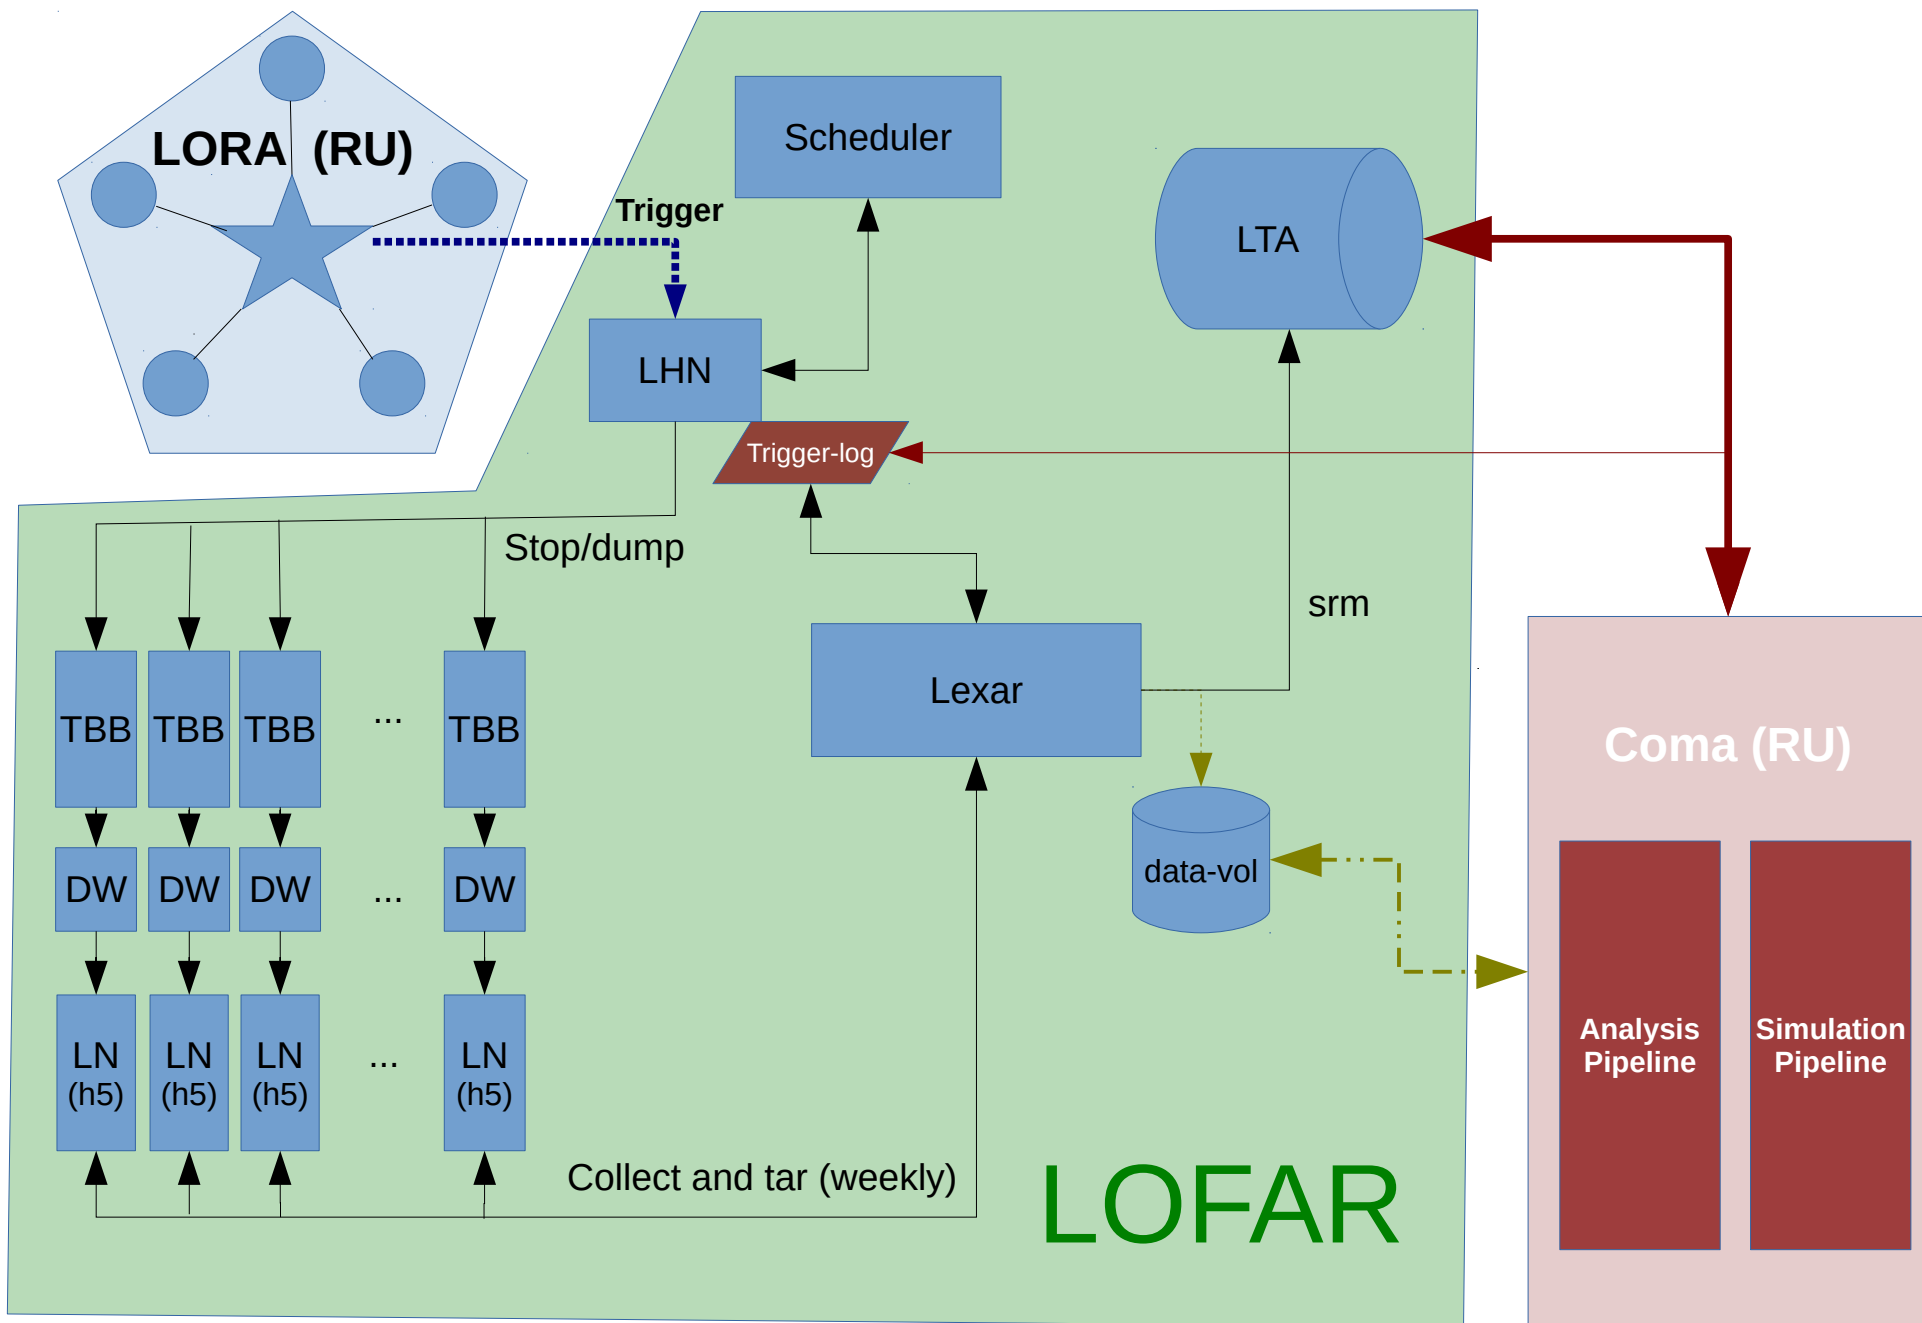 LORA (RU)
Scheduler
Trigger
LTA
LHN
Trigger-log
Stop/dump
srm
TBB TBB TBB ... TBB
Lexar
Coma (RU)
DW DW DW ... DW
data-vol
LN LN LN ... LN
(h5) (h5) (h5) (h5)
Analysis
Pipeline
Simulation
Pipeline
Collect and tar (weekly)
LOFAR